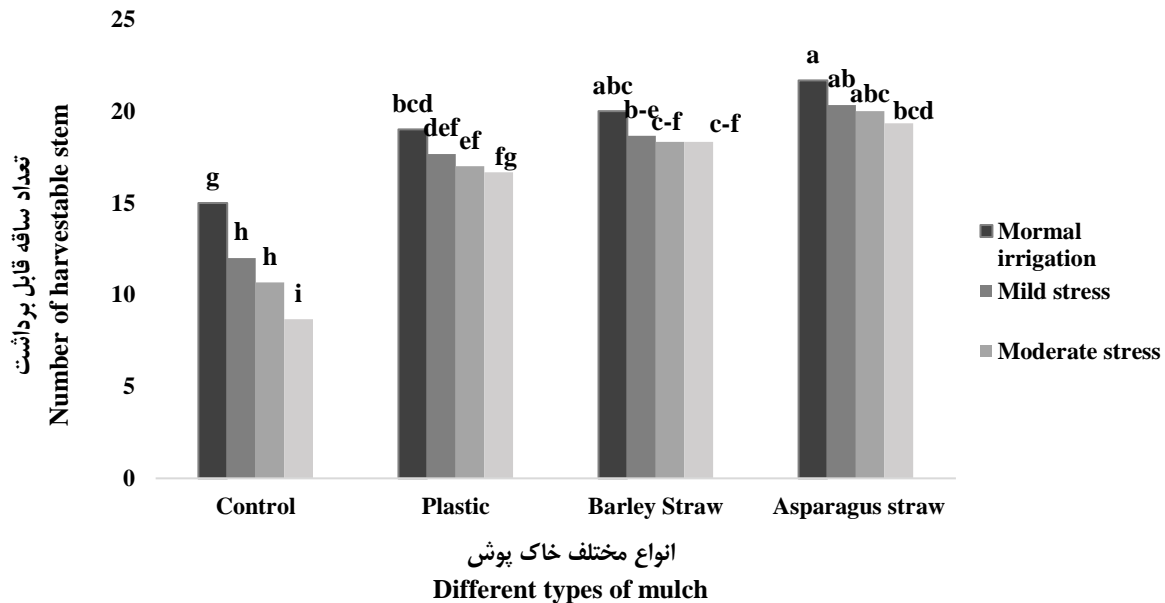 25
20
15
10
5
0
تعداد ساقه قابل برداشت
Number of harvestable stem
g
h
h
i
bcd
def
ef
fg
abc
b-e
c-f
c-f
a
ab
abc
bcd
Mormal
irrigation
Mild stress
Moderate stress
Control
Plastic
Barley Straw
Asparagus straw
انواع مختلف خاک پوش
Different types of mulch